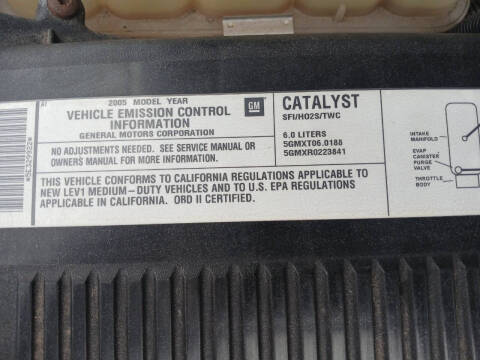 AT
2005 MODEL YEAR
VEHICLE EMISSION CONTROL
INFORMATION
GENERAL MOTORS CORPORATION
GM
CATALYST
SFI/HO2S/TWC
NO ADJUSTMENTS NEEDED. SEE SERVICE MANUAL OR
OWNERS MANUAL FOR MORE INFORMATION.
6.0 LITERS
5GMXT06.0188
5GMXR0223841
THIS VEHICLE CONFORMS TO CALIFORNIA REGULATIONS APPLICABLE TO
NEW LEV1 MEDIUM-DUTY VEHICLES AND TO U.S. EPA REGULATIONS
APPLICABLE IN CALIFORNIA. OBD II CERTIFIED.
INTAKE
MANIFOLD
EVAP
CANISTER
PURGE
VALVE
THROTTLE
BODY